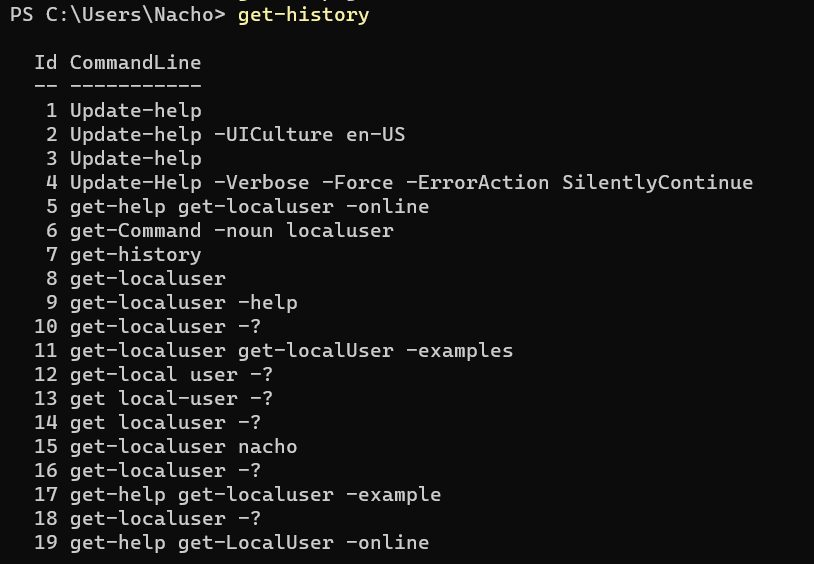 PS C:\Users\Nacho> get-history
Id CommandLine
-- -----------
1 Update-help
2 Update-help -UICulture en-US
3 Update-help
4 Update-Help -Verbose -Force -ErrorAction SilentlyContinue
5 get-help get-localuser -online
6 get-Command -noun localuser
7 get-history
8 get-localuser
9 get-localuser -help
10 get-localuser -?
11 get-localuser get-localUser -examples
12 get-local user -?
13 get local-user -?
14 get localuser -?
15 get-localuser nacho
16 get-localuser -?
17 get-help get-localuser -example
18 get-localuser -?
19 get-help get-LocalUser -online